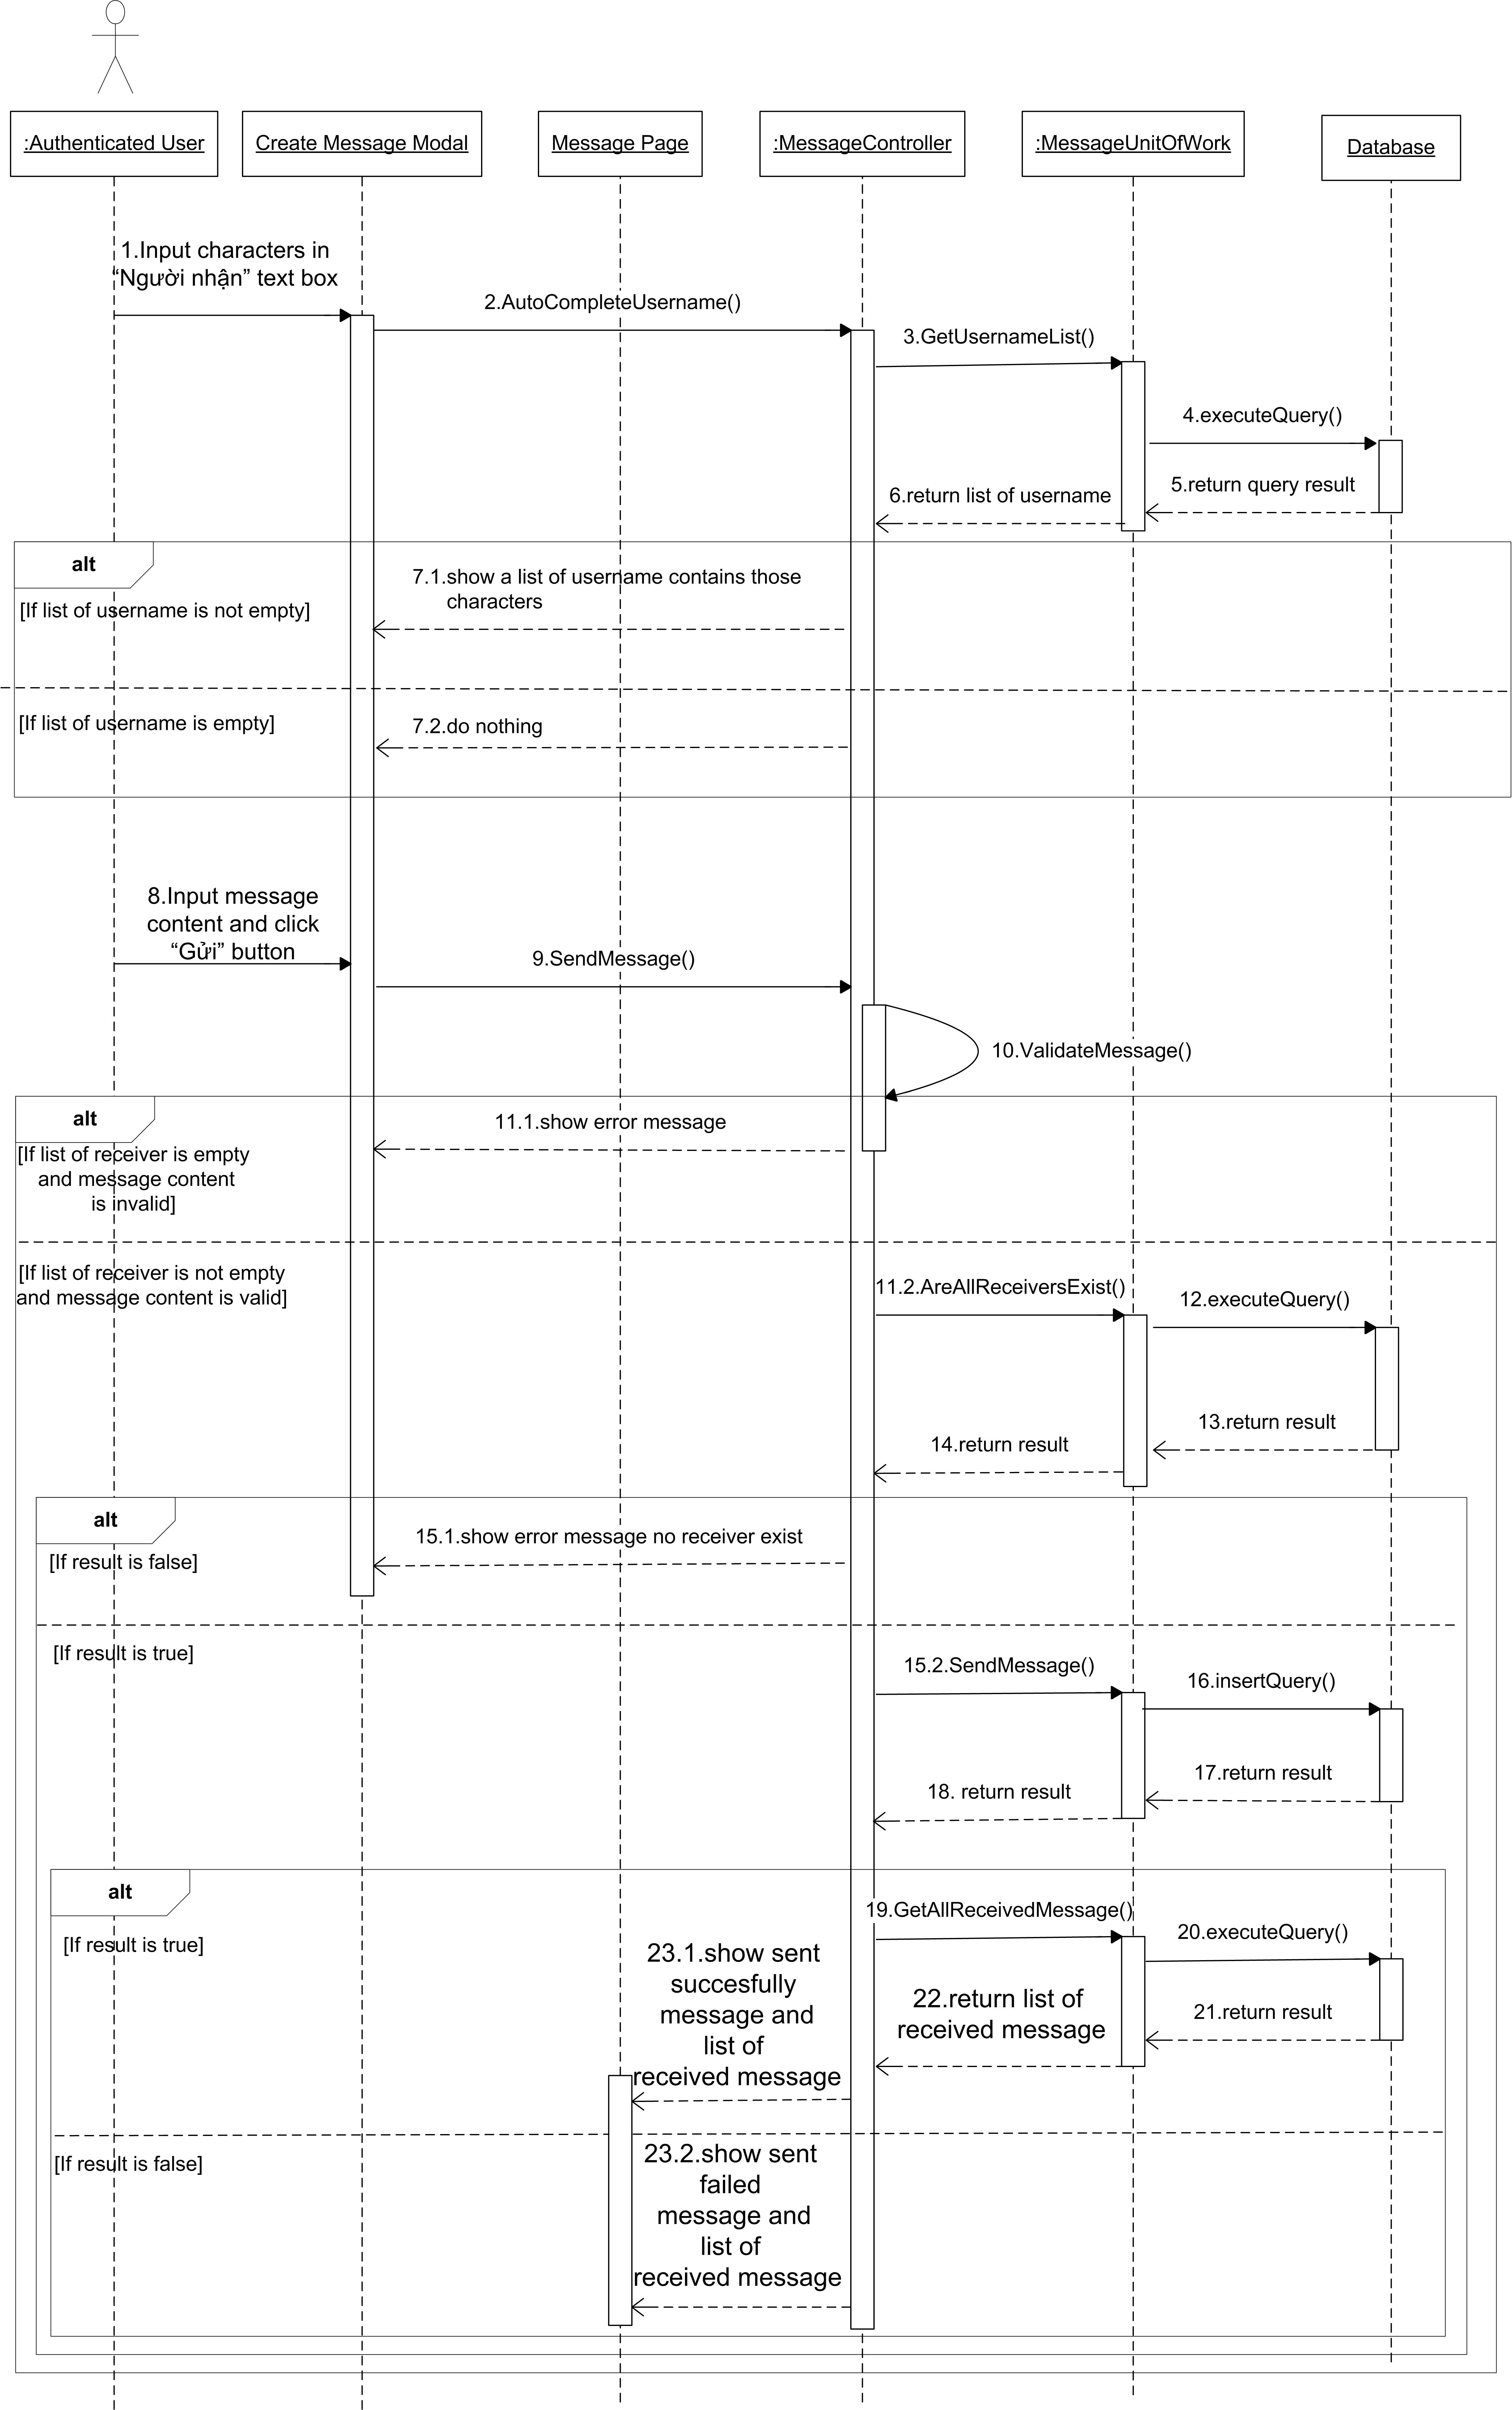 :Authenticated User
Create Message Modal
Message Page
:MessageController
:MessageUnitOfWork
Database
1.Input characters in
“Người nhận” text box
2.AutoCompleteUsername()
3.GetUsernameList()
4.executeQuery()
5.return query result
6.return list of username
alt
[If list of username is not empty]
7.1.show a list of username contains those
characters
[If list of username is empty]
7.2.do nothing
8.Input message
content and click
“Gửi” button
9.SendMessage()
10.ValidateMessage()
alt
11.1.show error message
[If list of receiver is empty
and message content
is invalid]
[If list of receiver is not empty
and message content is valid]
11.2.AreAllReceiversExist()
12.executeQuery()
13.return result
14.return result
alt
15.1.show error message no receiver exist
[If result is false]
[If result is true]
15.2.SendMessage()
16.insertQuery()
17.return result
18. return result
alt
19.GetAllReceivedMessage()
20.executeQuery()
[If result is true]
23.1.show sent
succesfully
message and
list of
received message
22.return list of
received message
21.return result
[If result is false]
23.2.show sent
failed
message and
list of
received message